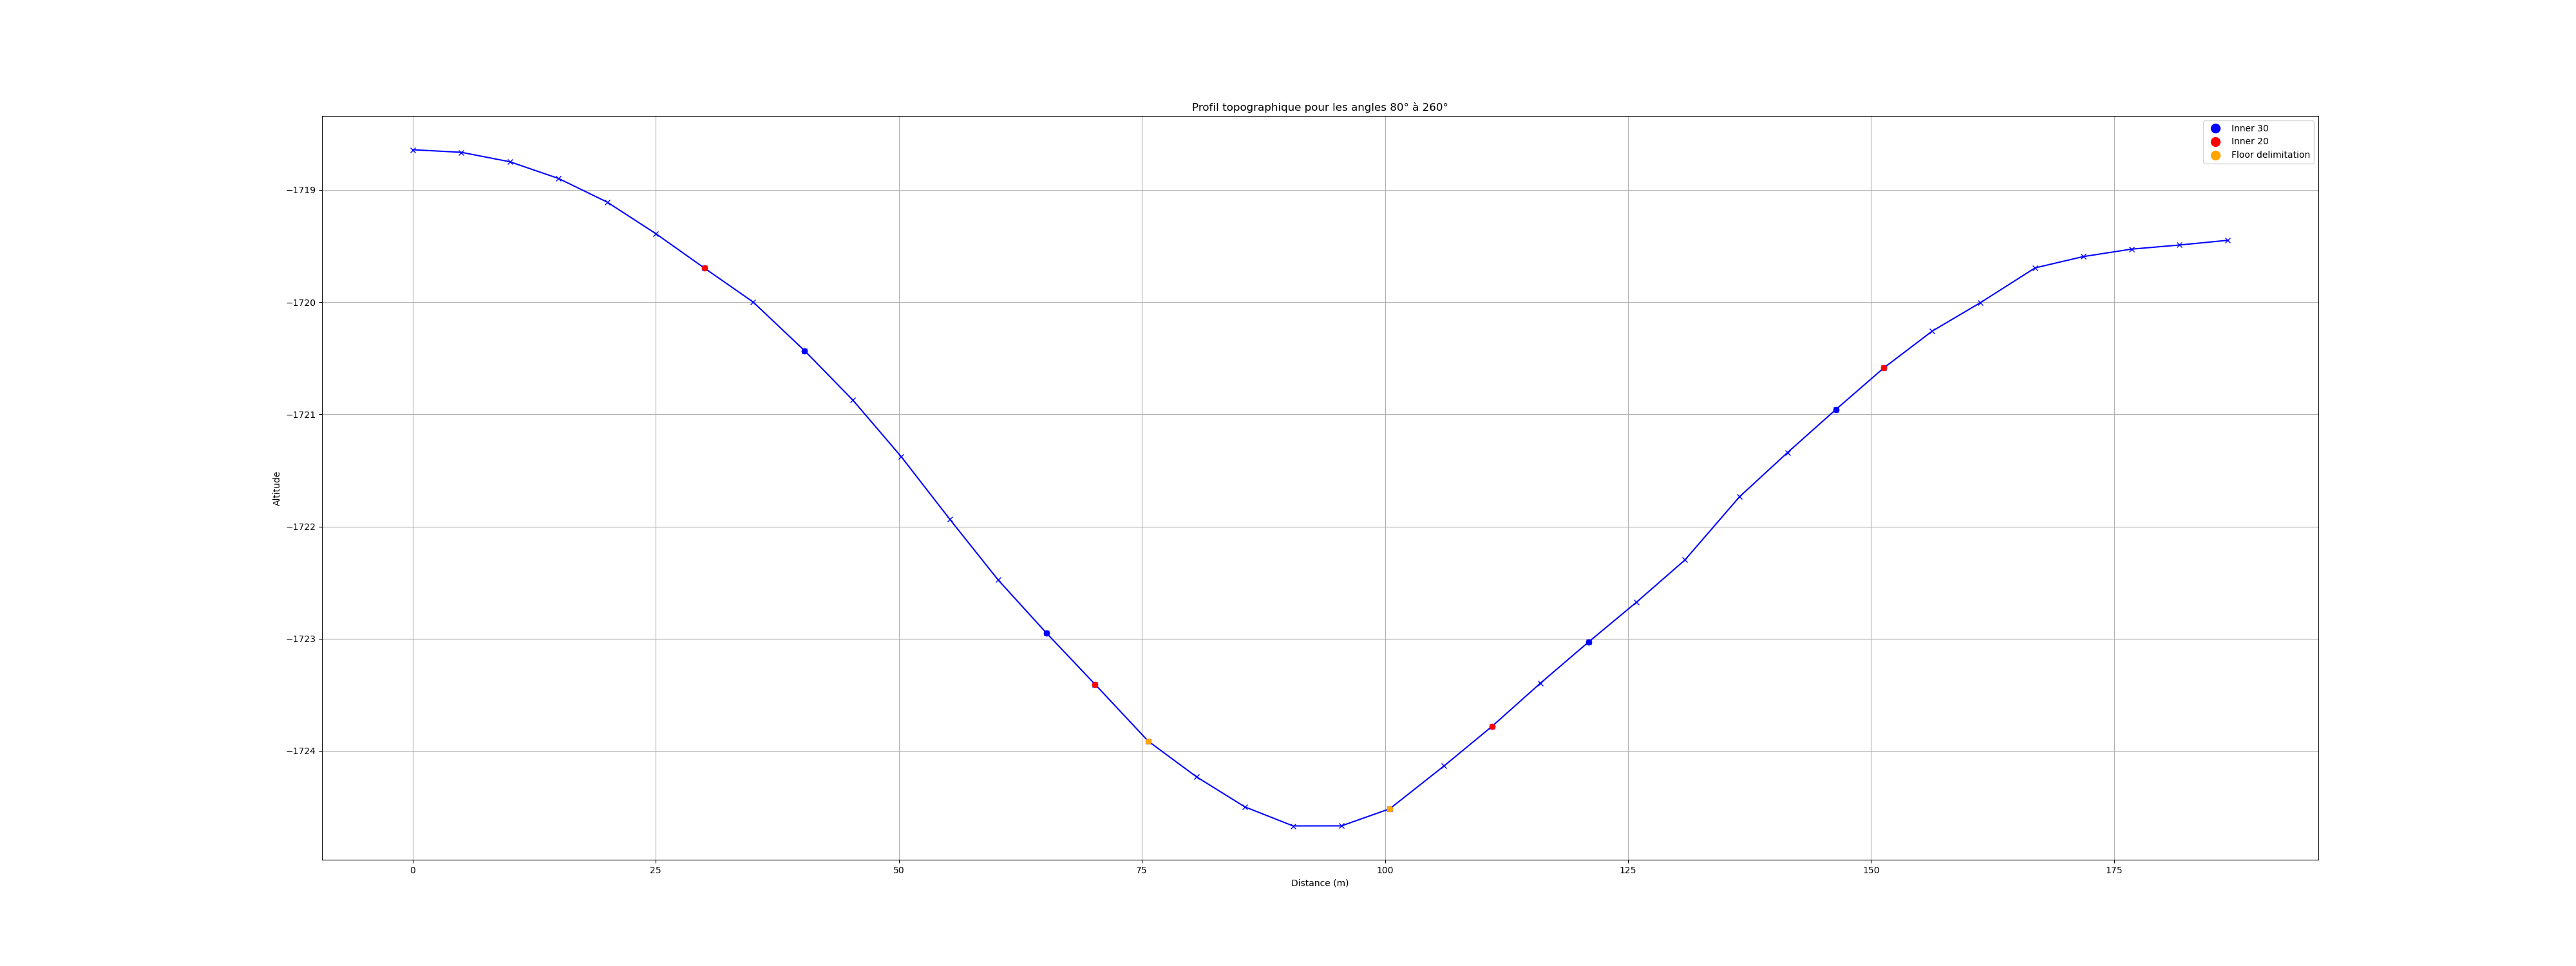 Profil topographique pour les angles 80° à 260°
Inner 30
Inner 20
Floor delimitation
−1719
−1720
−1721
−1722
−1723
−1724
Altitude
0 25 50 75 100 125 150 175
Distance (m)